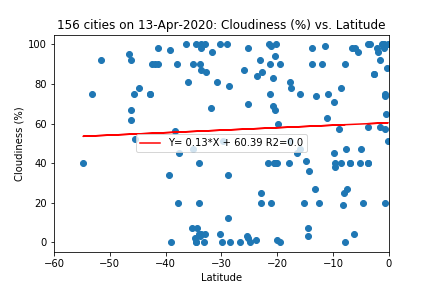 156 cities on 13-Apr-2020: Cloudiness (%) vs. Latitude
Cloudiness (%)
100
80
60
40
20
0
Y= 0.13*X + 60.39 R2=0.0
−60 −50 −40 −30 −20 −10 0
Latitude